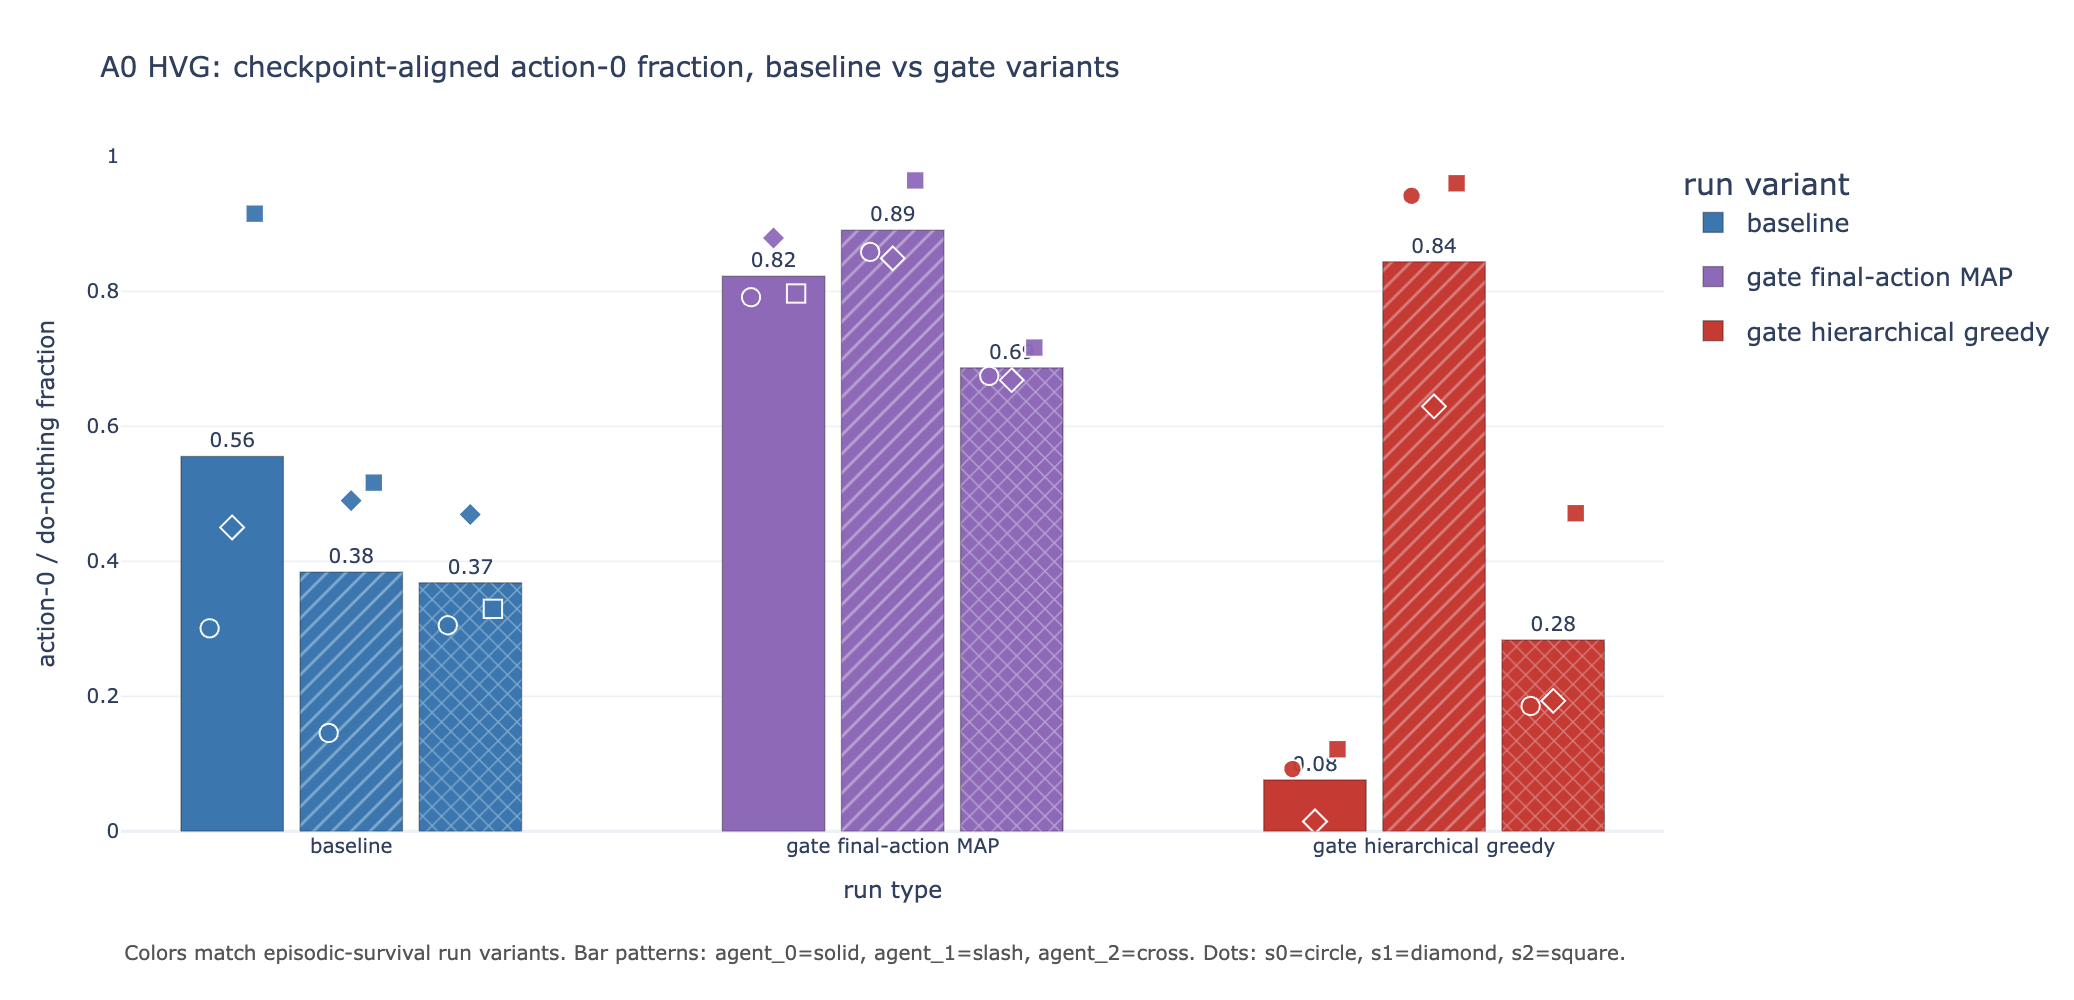 A0 HVG: checkpoint-aligned action-0 fraction, baseline vs gate variants
action-0 / do-nothing fraction
1
0.8
0.6
0.4
0.2
0
0.56
0.38
0.37
0.82
0.89
0.69
0.08
0.84
0.28
baseline
gate final-action MAP
gate hierarchical greedy
run type
run variant
baseline
gate final-action MAP
gate hierarchical greedy
Colors match episodic-survival run variants. Bar patterns: agent_0=solid, agent_1=slash, agent_2=cross. Dots: s0=circle, s1=diamond, s2=square.